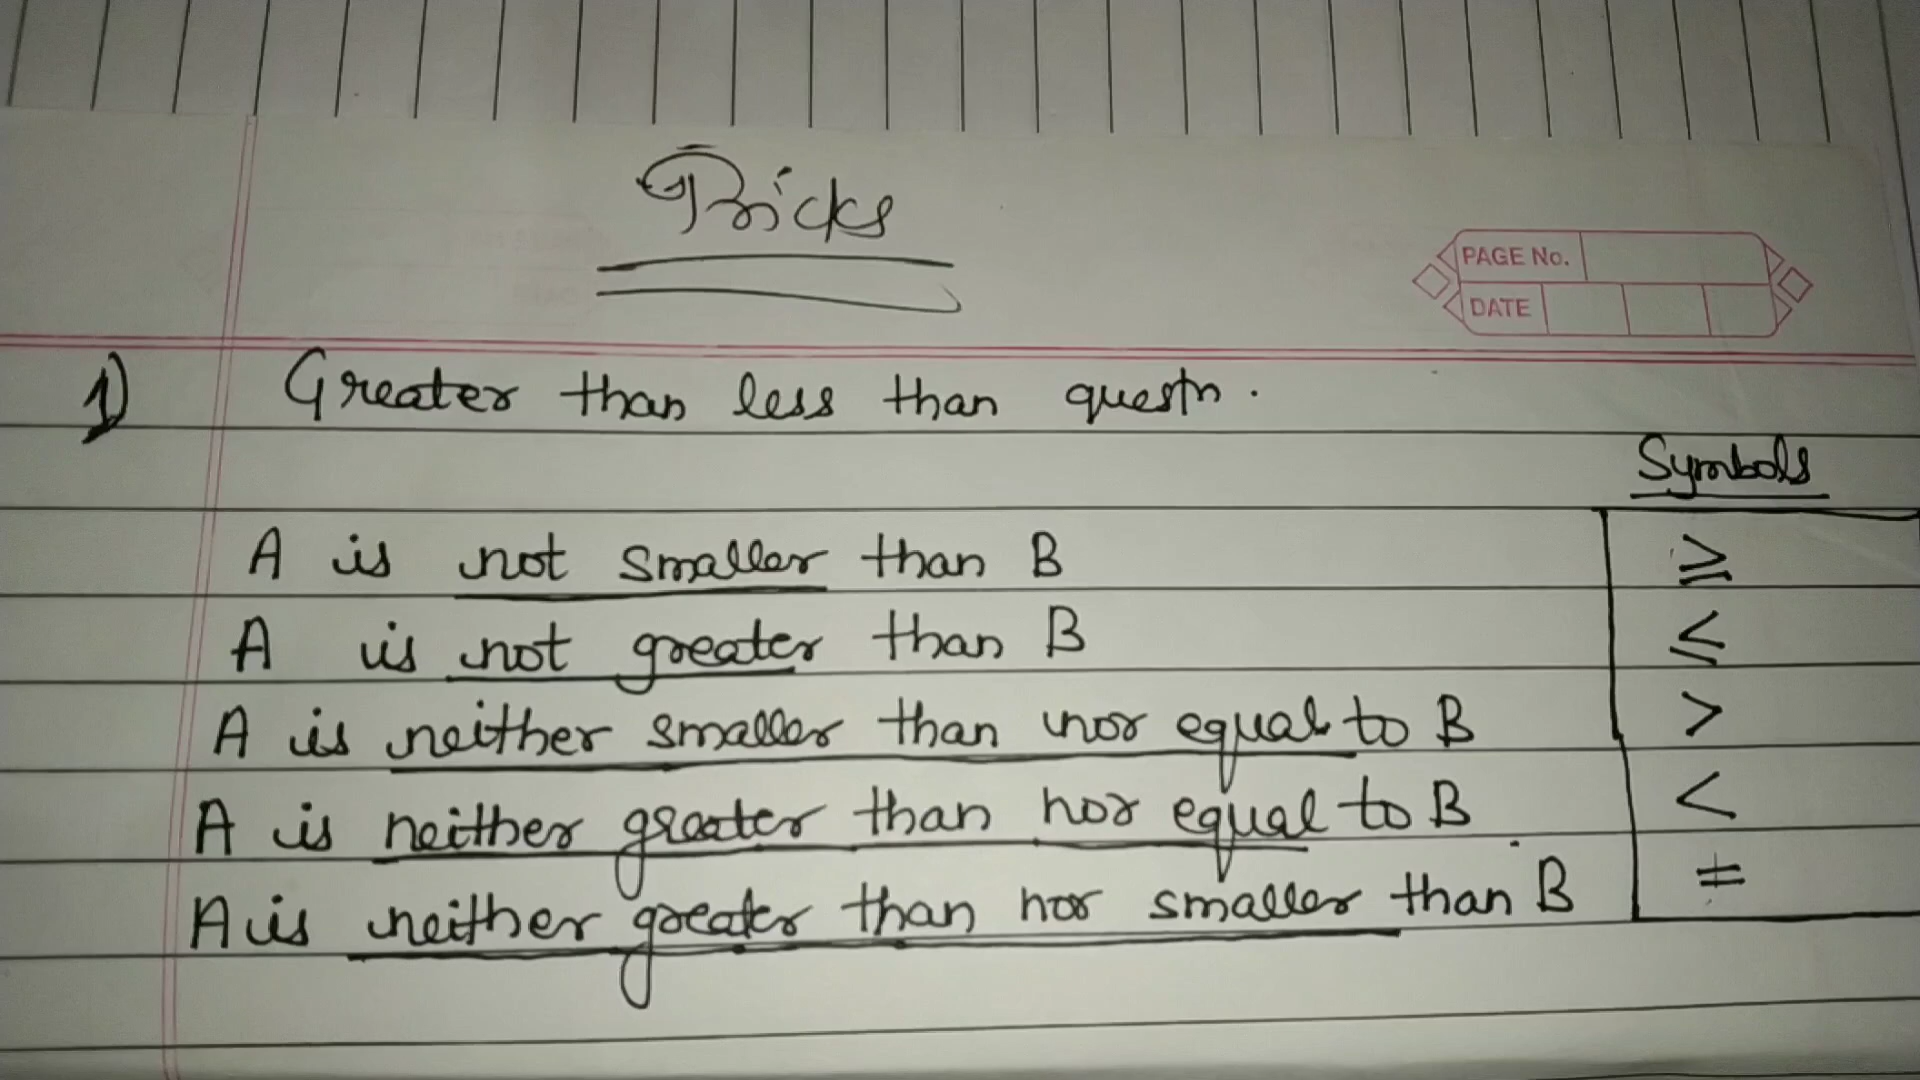 Tricks
PAGE No.
DATE
1) Greater than less than questn.
Symbols
A is not smaller than B ≥
A is not greater than B ≤
A is neither smaller than nor equal to B >
A is neither greater than nor equal to B <
A is neither greater than nor smaller than B =